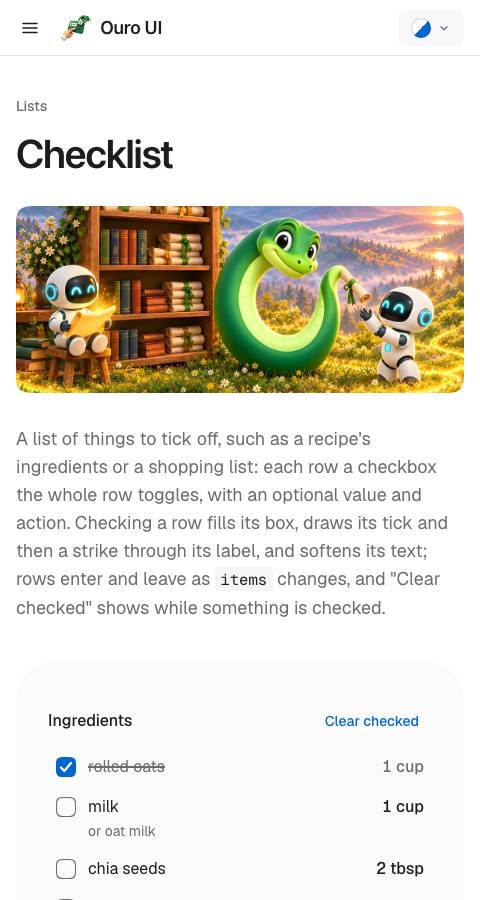 Ouro UI
Lists
Checklist
A list of things to tick off, such as a recipe's
ingredients or a shopping list: each row a checkbox
the whole row toggles, with an optional value and
action. Checking a row fills its box, draws its tick and
then a strike through its label, and softens its text;
rows enter and leave as items changes, and "Clear
checked" shows while something is checked.
Ingredients Clear checked
rolled oats 1 cup
milk 1 cup
or oat milk
chia seeds 2 tbsp